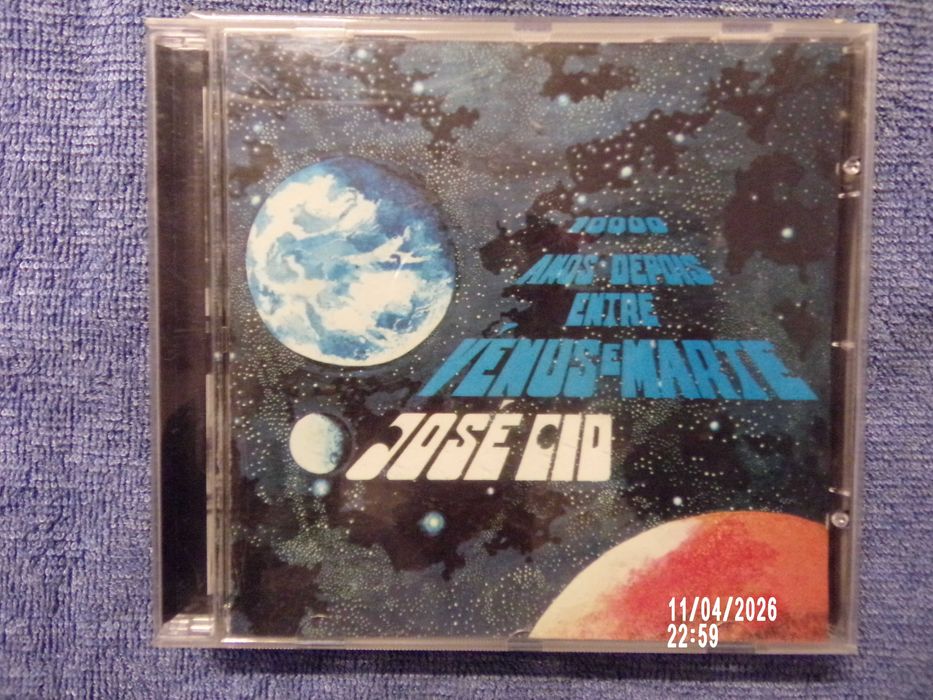 10000
ANOS DEPOIS
ENTRE
VÉNUS E MARTE
JOSÉ CID
11/04/2026
22:59